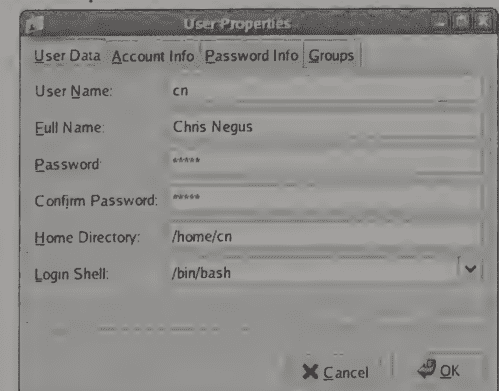 User Properties
User Data Account Info Password Info Groups
User Name: cn
Full Name: Chris Negus
Password *****
Confirm Password: *****
Home Directory: /home/cn
Login Shell: /bin/bash
Cancel OK